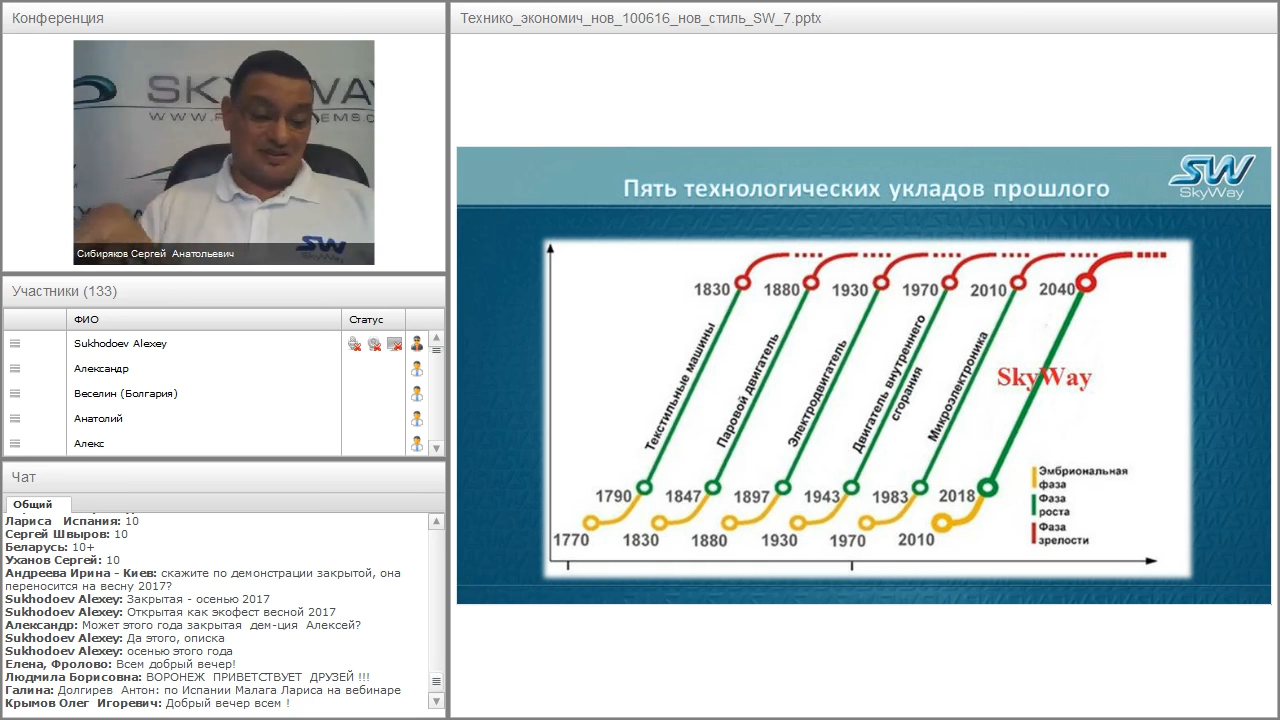 Конференция
SKYWAY
Сибиряков Сергей Анатольевич
SW
SkyWay
Участники (133)
ФИО
Статус
Sukhodoev Alexey
Александр
Веселин (Болгария)
Анатолий
Алекс
Чат
Общий
Лариса Испания: 10
Сергей Швыров: 10
Беларусь: 10+
Уханов Сергей: 10
Андреева Ирина - Киев: скажите по демонстрации закрытой, она
переносится на весну 2017?
Sukhodoev Alexey: Закрытая - осенью 2017
Sukhodoev Alexey: Открытая как экофест весной 2017
Александр: Может этого года закрытая дем-ция Алексей?
Sukhodoev Alexey: Да этого, описка
Sukhodoev Alexey: осенью этого года
Елена, Фролово: Всем добрый вечер!
Людмила Борисовна: ВОРОНЕЖ ПРИВЕТСТВУЕТ ДРУЗЕЙ !!!
Галина: Долгирев Антон: по Испании Малага Лариса на вебинаре
Крымов Олег Игоревич: Добрый вечер всем !
Технико_экономич_нов_100616_нов_стиль_SW_7.pptx
Пять технологических укладов прошлого
SW
SkyWay
1830 1880 1930 1970 2010 2040
Текстильные машины
Паровой двигатель
Электродвигатель
Двигатель внутреннего
сгорания
Микроэлектроника
SkyWay
1790 1847 1897 1943 1983 2018
1770 1830 1880 1930 1970 2010
Эмбриональная
фаза
Фаза
роста
Фаза
зрелости